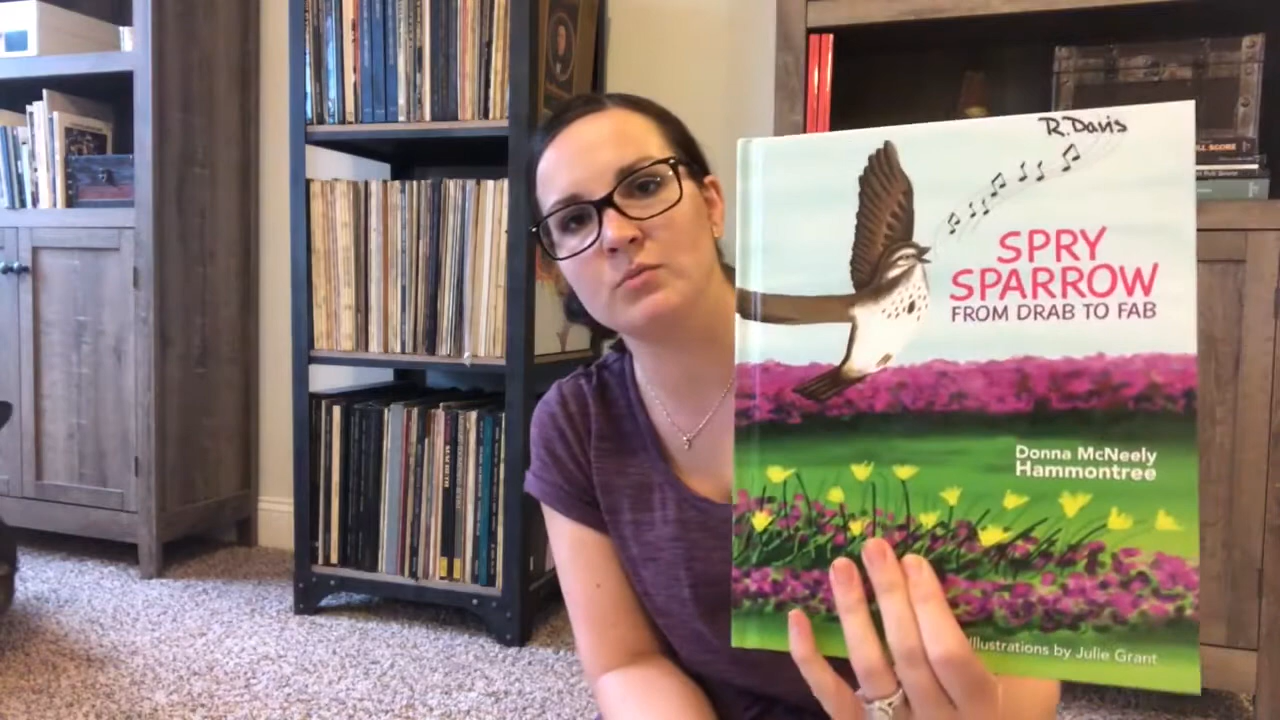 R. Davis
SPRY
SPARROW
FROM DRAB TO FAB
Donna McNeely
Hammontree
Illustrations by Julie Grant